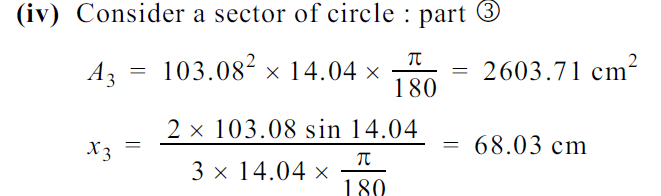 (iv) Consider a sector of circle : part ③
A₃ = 103.08² × 14.04 × π/180 = 2603.71 cm²
x₃ = (2 × 103.08 sin 14.04)/(3 × 14.04 × π/180) = 68.03 cm